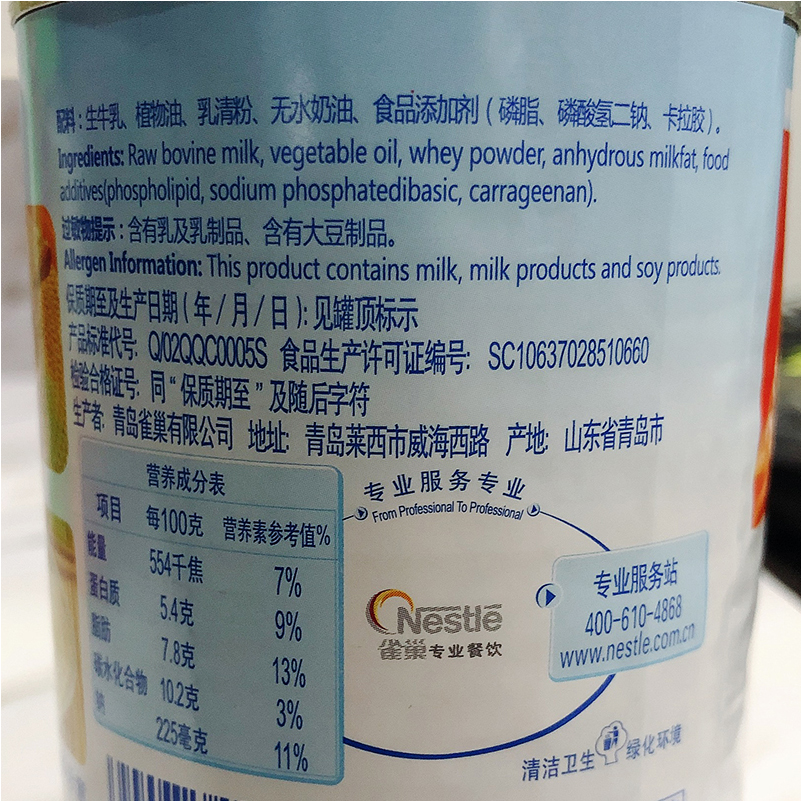 配料：生牛乳、植物油、乳清粉、无水奶油、食品添加剂（磷脂、磷酸氢二钠、卡拉胶）。
Ingredients: Raw bovine milk, vegetable oil, whey powder, anhydrous milkfat, food
additives(phospholipid, sodium phosphatedibasic, carrageenan).
过敏物提示：含有乳及乳制品、含有大豆制品。
Allergen Information: This product contains milk, milk products and soy products.
保质期至及生产日期（年/月/日）：见罐顶标示
产品标准代号: Q/02QQC0005S 食品生产许可证编号: SC10637028510660
检验合格证号: 同“保质期至”及随后字符
生产者: 青岛雀巢有限公司 地址: 青岛莱西市威海西路 产地: 山东省青岛市
营养成分表
项目 每100克 营养素参考值%
能量 554千焦 7%
蛋白质 5.4克 9%
脂肪 7.8克 13%
碳水化合物 10.2克 3%
钠 225毫克 11%
专业服务专业
From Professional To Professional
Nestlé
雀巢专业餐饮
专业服务站
400-610-4868
www.nestle.com.cn
清洁卫生 绿化环境